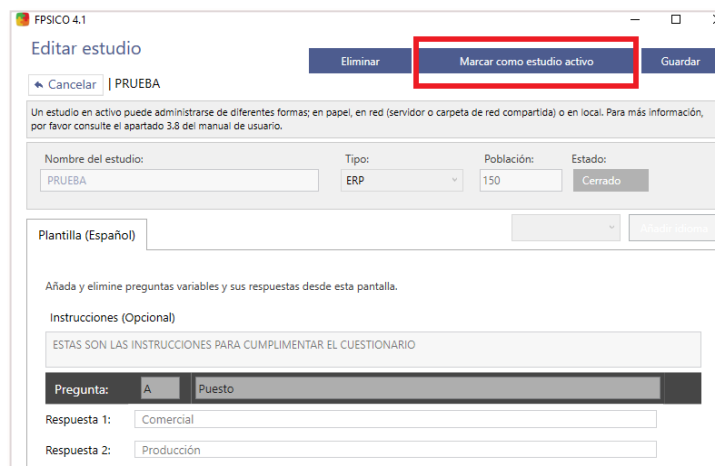 FPSICO 4.1
Editar estudio
Eliminar
Marcar como estudio activo
Guardar
Cancelar | PRUEBA
Un estudio en activo puede administrarse de diferentes formas; en papel, en red (servidor o carpeta de red compartida) o en local. Para más información,
por favor consulte el apartado 3.8 del manual de usuario.
Nombre del estudio: Tipo: Población: Estado:
PRUEBA ERP 150 Cerrado
Plantilla (Español)
Añadir idioma
Añada y elimine preguntas variables y sus respuestas desde esta pantalla.
Instrucciones (Opcional)
ESTAS SON LAS INSTRUCCIONES PARA CUMPLIMENTAR EL CUESTIONARIO
Pregunta: A Puesto
Respuesta 1: Comercial
Respuesta 2: Producción